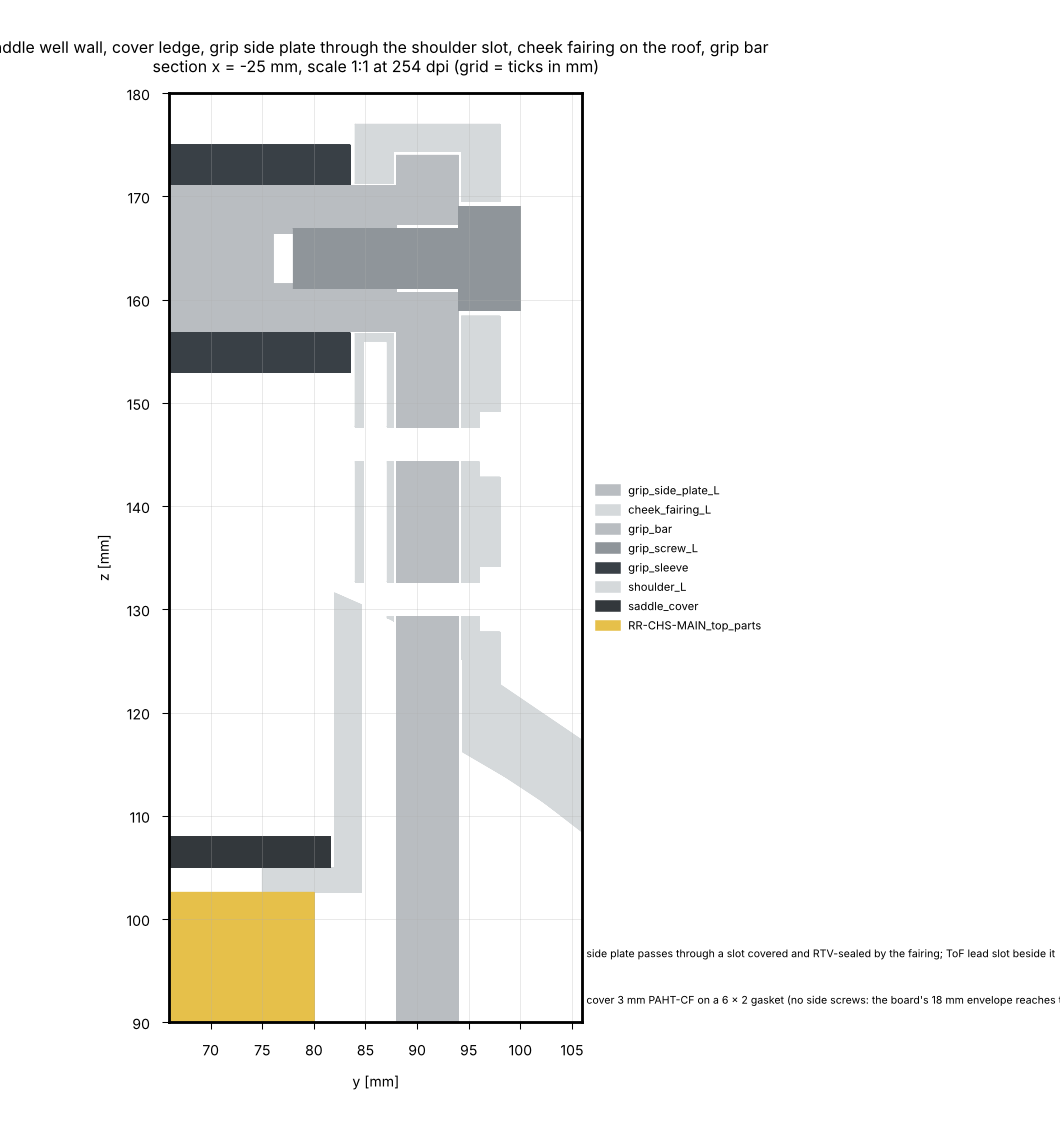 addle well wall, cover ledge, grip side plate through the shoulder slot, cheek fairing on the roof, grip bar
section x = -25 mm, scale 1:1 at 254 dpi (grid = ticks in mm)
180
170
160
150
140
130
120
110
100
90
z [mm]
70 75 80 85 90 95 100 105
y [mm]
grip_side_plate_L
cheek_fairing_L
grip_bar
grip_screw_L
grip_sleeve
shoulder_L
saddle_cover
RR-CHS-MAIN_top_parts
side plate passes through a slot covered and RTV-sealed by the fairing; ToF lead slot beside it
cover 3 mm PAHT-CF on a 6 × 2 gasket (no side screws: the board's 18 mm envelope reaches